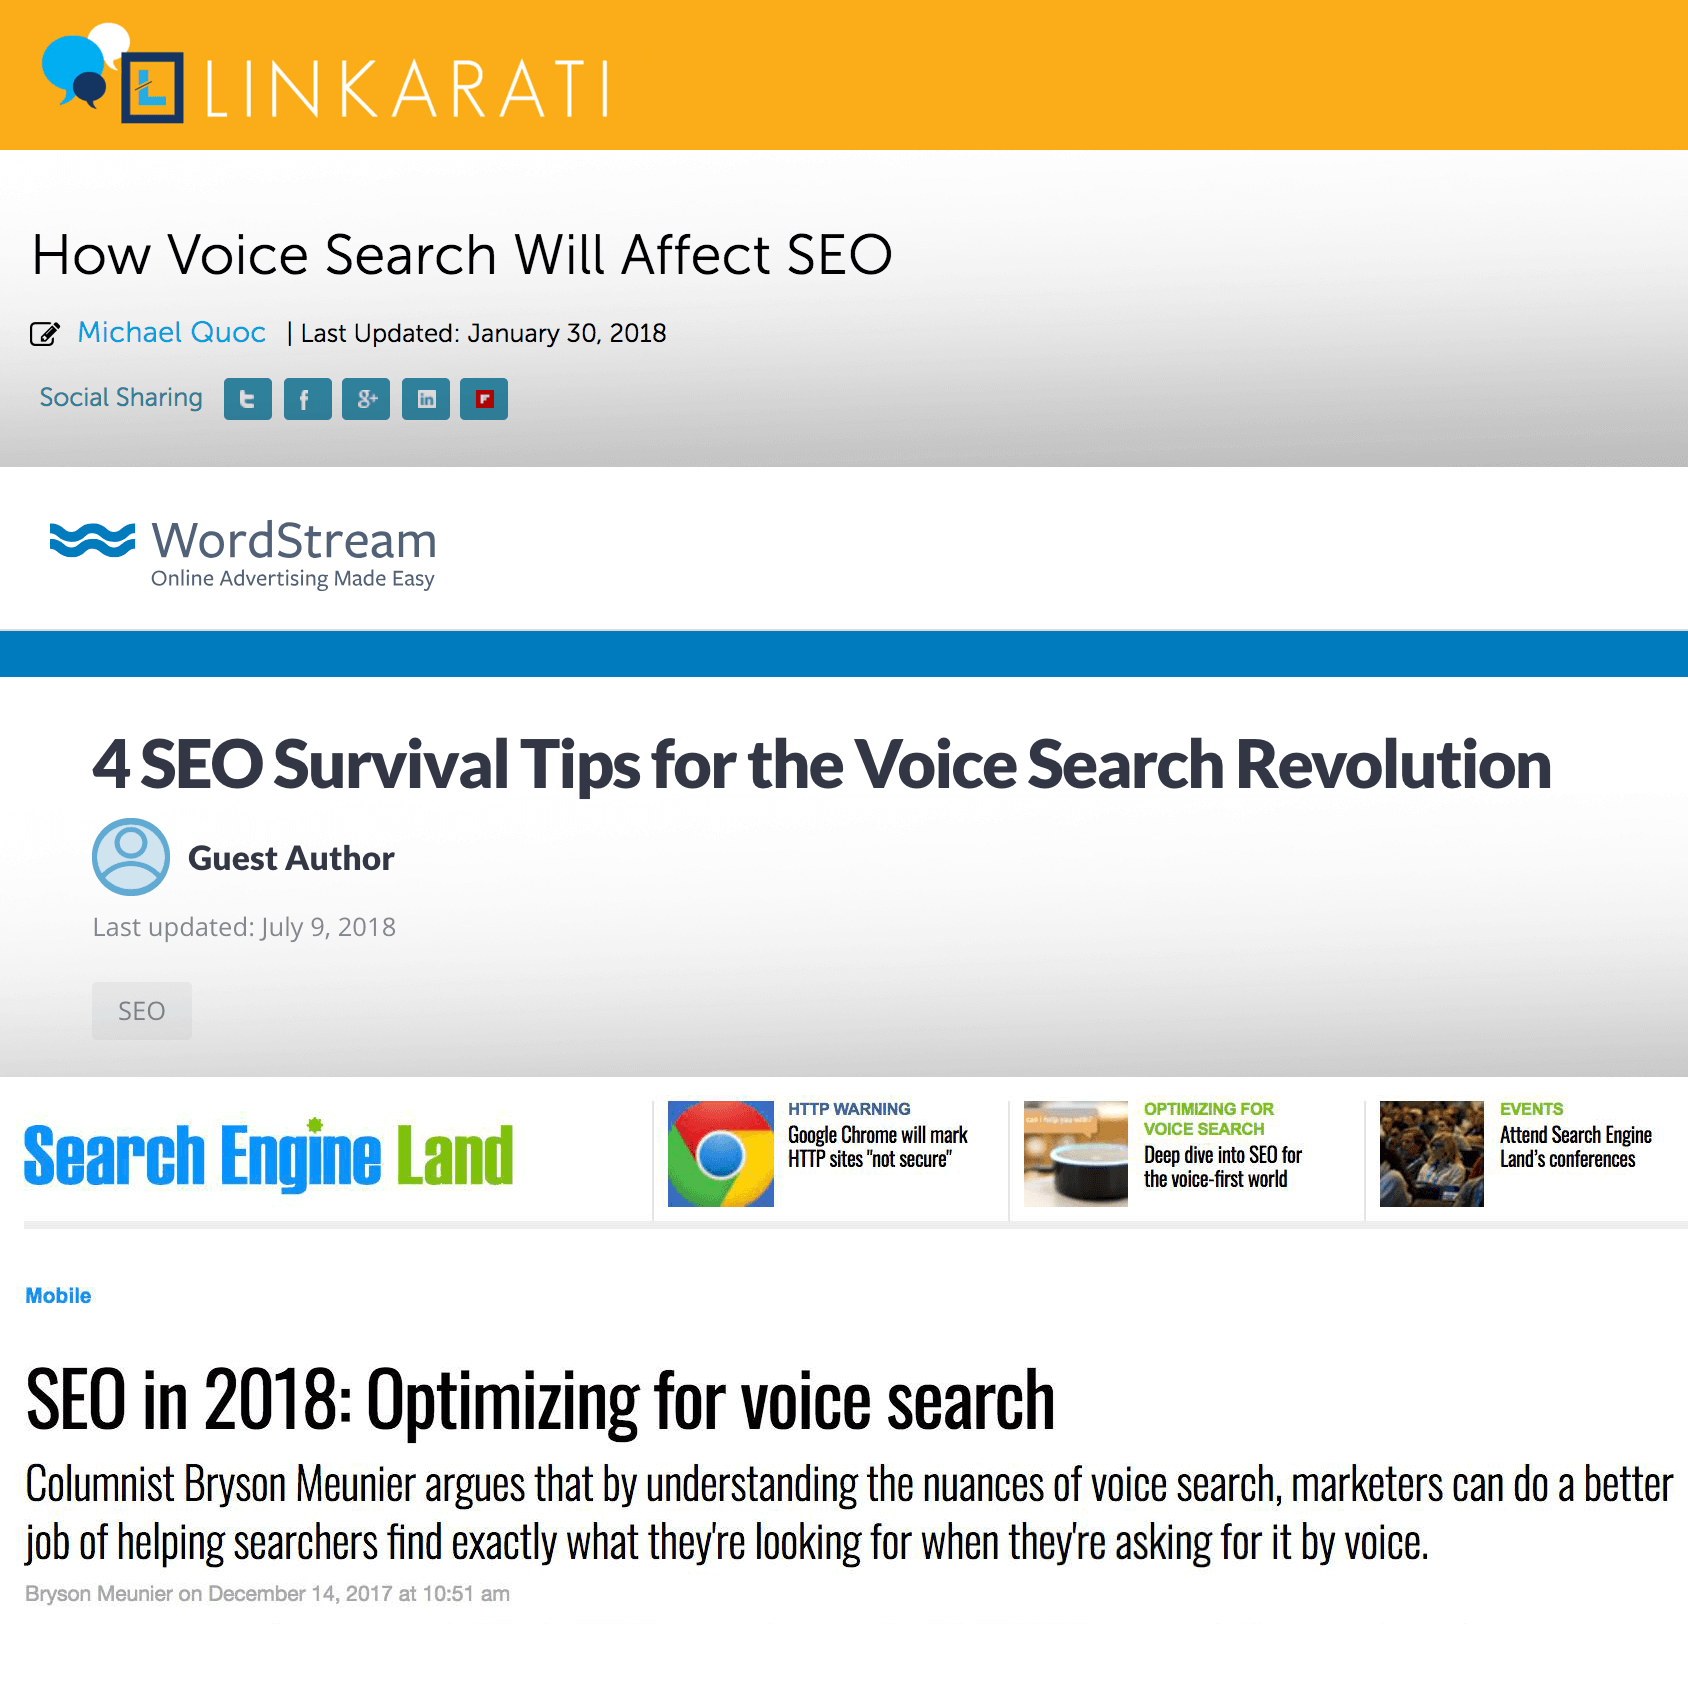 LINKARATI
How Voice Search Will Affect SEO
Michael Quoc | Last Updated: January 30, 2018
Social Sharing
WordStream
Online Advertising Made Easy
4 SEO Survival Tips for the Voice Search Revolution
Guest Author
Last updated: July 9, 2018
SEO
Search Engine Land
HTTP WARNING
Google Chrome will mark
HTTP sites "not secure"
can i help you with?
OPTIMIZING FOR
VOICE SEARCH
Deep dive into SEO for
the voice-first world
EVENTS
Attend Search Engine
Land's conferences
Mobile
SEO in 2018: Optimizing for voice search
Columnist Bryson Meunier argues that by understanding the nuances of voice search, marketers can do a better
job of helping searchers find exactly what they're looking for when they're asking for it by voice.
Bryson Meunier on December 14, 2017 at 10:51 am